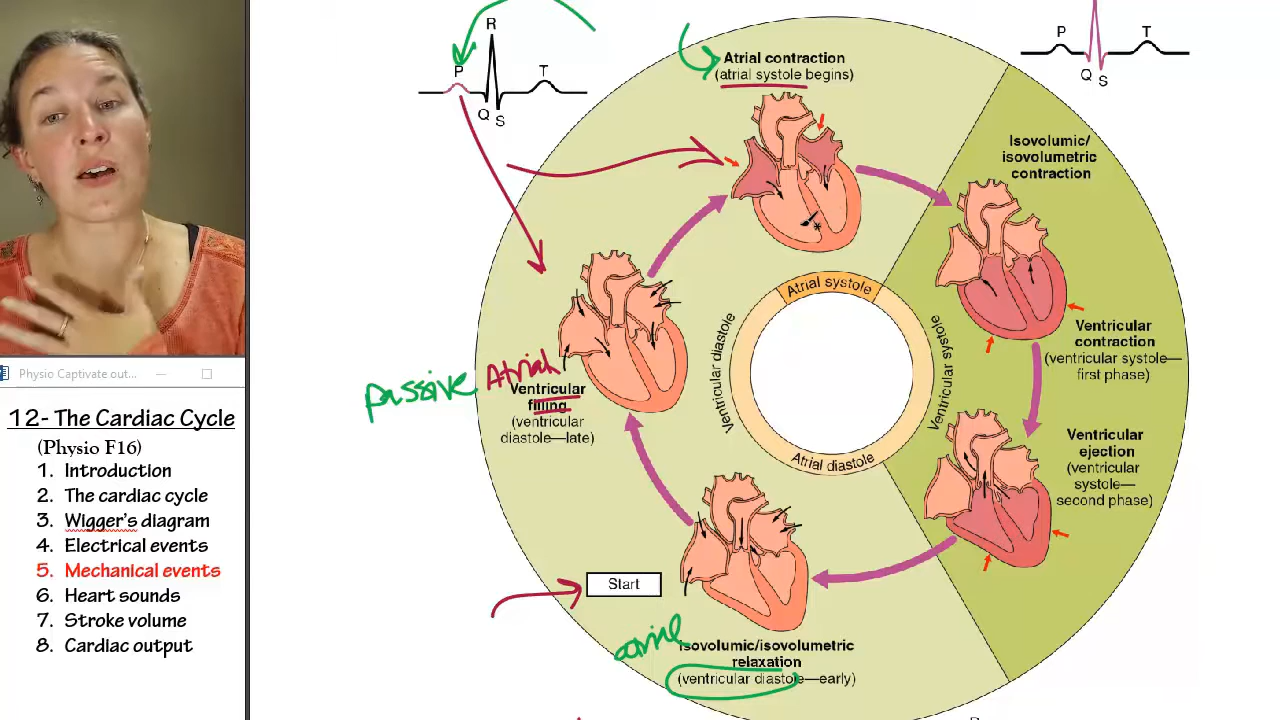 R
P
T
Q
S
Atrial contraction
(atrial systole begins)
P
T
Q
S
Isovolumic/
isovolumetric
contraction
Atrial systole
Ventricular diastole
Ventricular systole
Atrial diastole
Ventricular
contraction
(ventricular systole—
first phase)
Ventricular
ejection
(ventricular
systole—
second phase)
passive Atrial
Ventricular
filling
(ventricular
diastole—late)
Start
Isovolumic/isovolumetric
relaxation
(ventricular diastole—early)
Physio Captivate out...
12- The Cardiac Cycle
(Physio F16)
1. Introduction
2. The cardiac cycle
3. Wigger's diagram
4. Electrical events
5. Mechanical events
6. Heart sounds
7. Stroke volume
8. Cardiac output